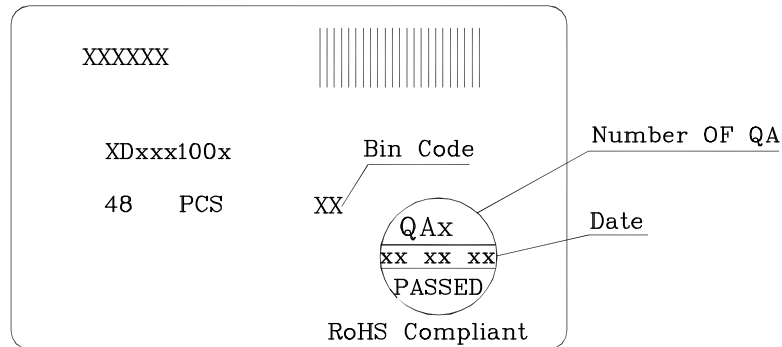 XXXXXX
XDxxx100x
Bin Code
Number OF QA
48 PCS
XX
QAx
Date
xx xx xx
PASSED
RoHS Compliant